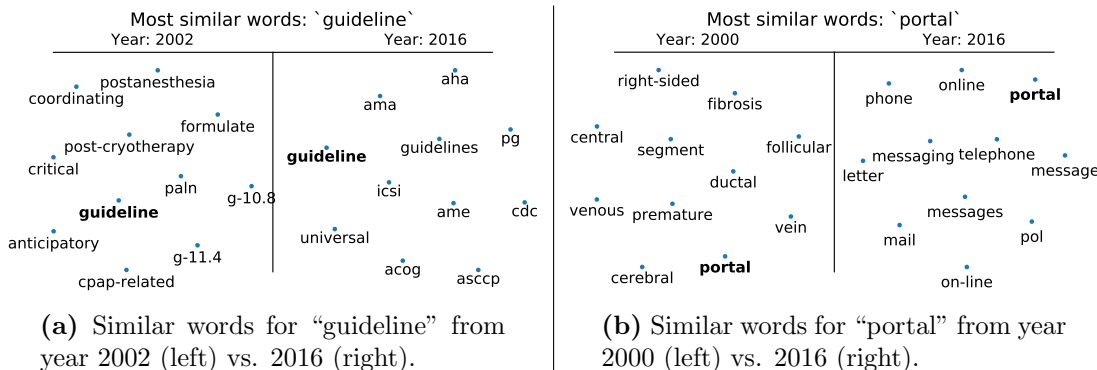 Most similar words: `guideline`
Year: 2002
Year: 2016
postanesthesia
coordinating
formulate
post-cryotherapy
critical
paln
g-10.8
guideline
anticipatory
g-11.4
cpap-related
aha
ama
pg
guidelines
guideline
icsi
ame
cdc
universal
acog
asccp
(a) Similar words for “guideline” from
year 2002 (left) vs. 2016 (right).
Most similar words: `portal`
Year: 2000
Year: 2016
right-sided
fibrosis
central
segment
follicular
ductal
venous
premature
vein
cerebral
portal
online
phone
portal
messaging
telephone
message
letter
messages
mail
pol
on-line
(b) Similar words for “portal” from year
2000 (left) vs. 2016 (right).